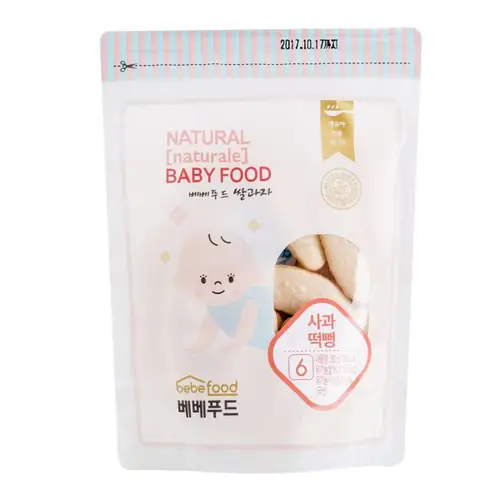 2017.10.17까지
NATURAL
[naturale]
BABY FOOD
베베푸드 쌀과자
사과
떡뻥
6
bebefood
베베푸드